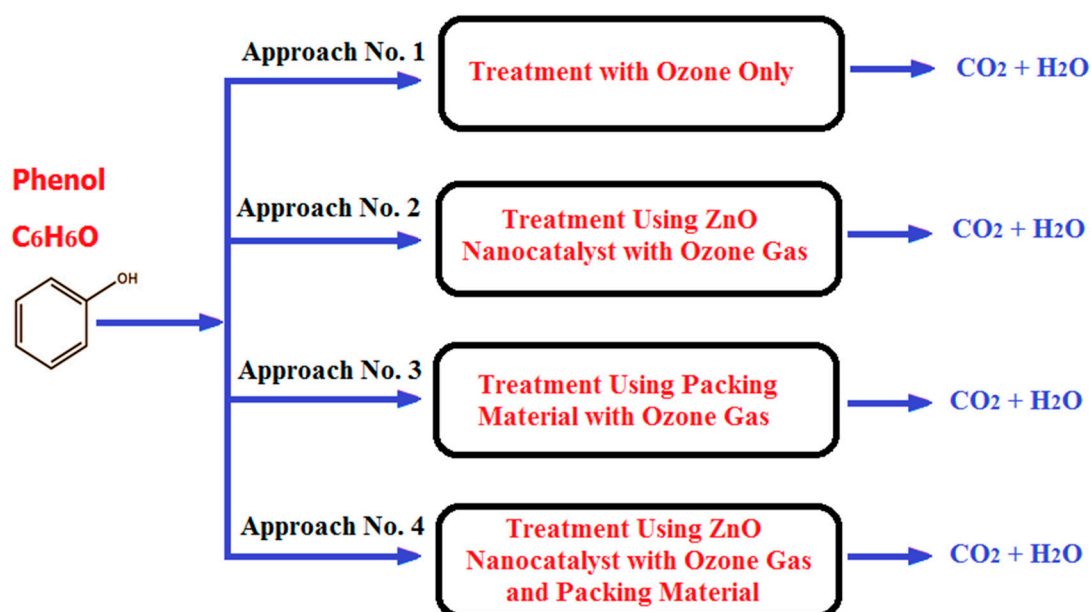 Approach No. 1
Treatment with Ozone Only
CO2 + H2O
Phenol
C6H6O
OH
Approach No. 2
Treatment Using ZnO
Nanocatalyst with Ozone Gas
CO2 + H2O
Approach No. 3
Treatment Using Packing
Material with Ozone Gas
CO2 + H2O
Approach No. 4
Treatment Using ZnO
Nanocatalyst with Ozone Gas
and Packing Material
CO2 + H2O